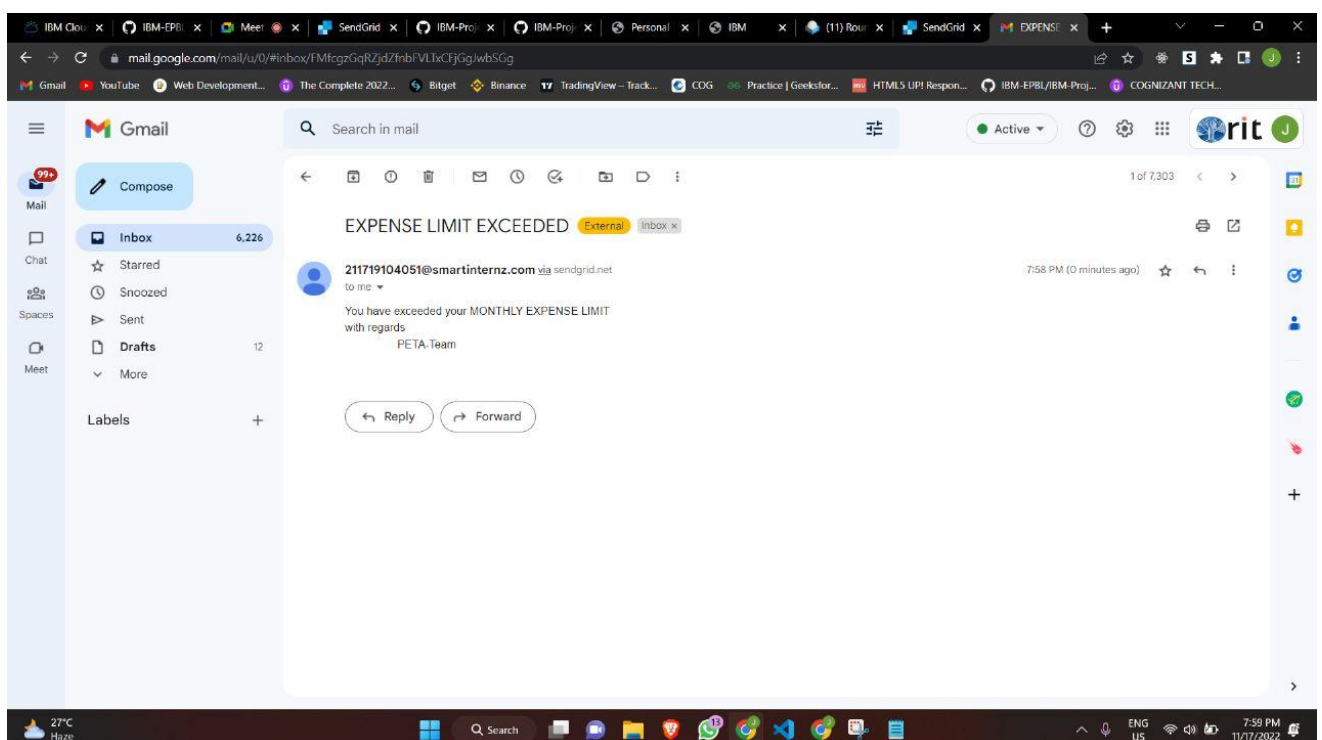 IBM Clou IBM-EPBL Meet SendGrid IBM-Proj IBM-Proj Personal IBM (11) Rour SendGrid EXPENSE
mail.google.com/mail/u/0/#inbox/FMfcgzGqRZjdZfnbFVLTxCFjGgJwbSGg
Gmail YouTube Web Development... The Complete 2022... Bitget Binance TradingView – Track... COG Practice | Geeksfor... HTML5 UP! Respon... IBM-EPBL/IBM-Proj... COGNIZANT TECH...
Gmail Search in mail Active rit J
99+
Mail
Compose
1 of 7,303
Inbox 6,226
EXPENSE LIMIT EXCEEDED External Inbox x
Chat
Starred
211719104051@smartinternz.com via sendgrid.net 7:58 PM (0 minutes ago)
to me
Snoozed
Spaces
Sent
You have exceeded your MONTHLY EXPENSE LIMIT
with regards
PETA-Team
Drafts 12
Meet
More
Labels
Reply Forward
27°C
Haze
Search
13
ENG
US
7:59 PM
11/17/2022